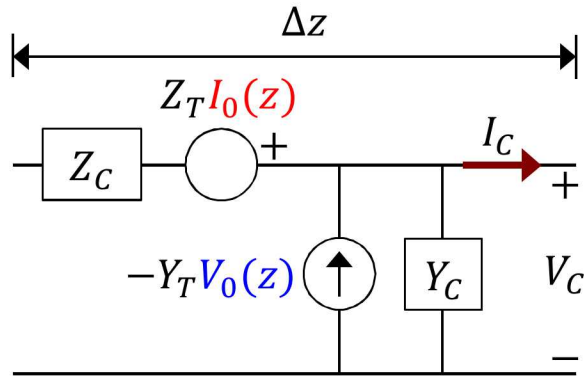 Δz
Z_T I_0(z)
+
I_C
Z_C
+
−Y_T V_0(z)
Y_C
V_C
−